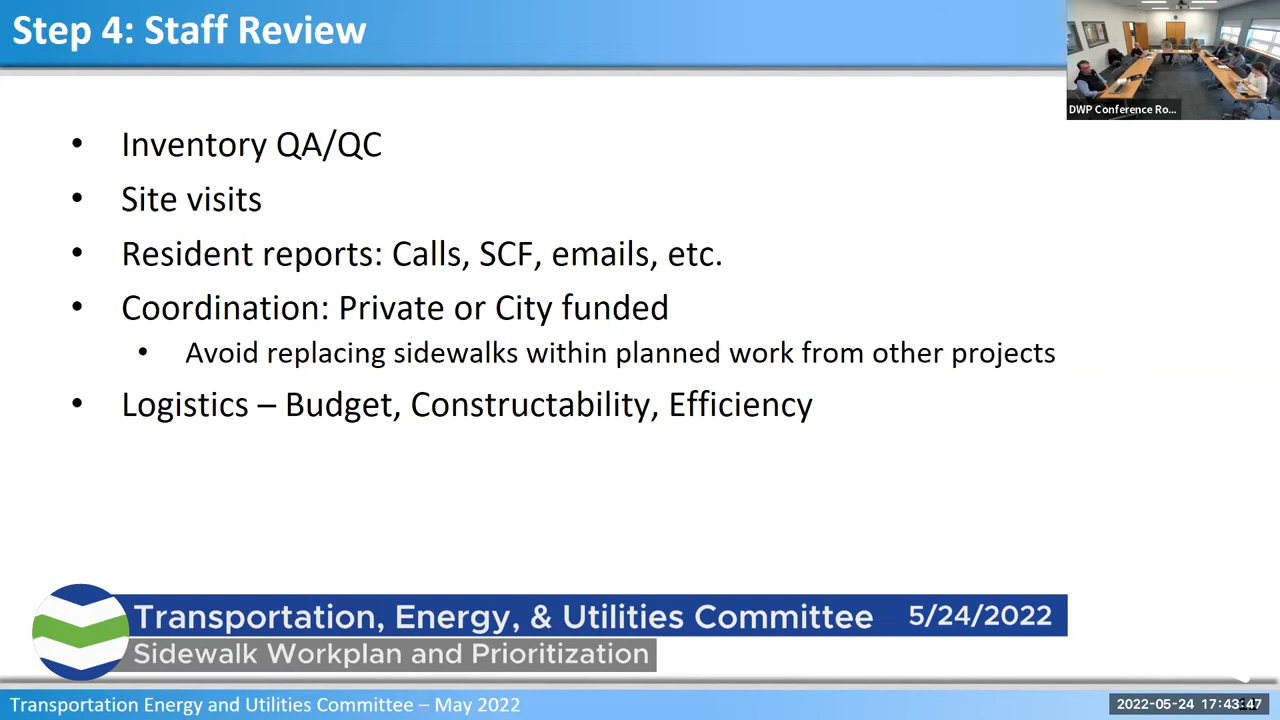 Step 4: Staff Review
DWP Conference Ro...
• Inventory QA/QC
• Site visits
• Resident reports: Calls, SCF, emails, etc.
• Coordination: Private or City funded
• Avoid replacing sidewalks within planned work from other projects
• Logistics – Budget, Constructability, Efficiency
Transportation, Energy, & Utilities Committee 5/24/2022
Sidewalk Workplan and Prioritization
Transportation Energy and Utilities Committee – May 2022
2022-05-24 17:43:47